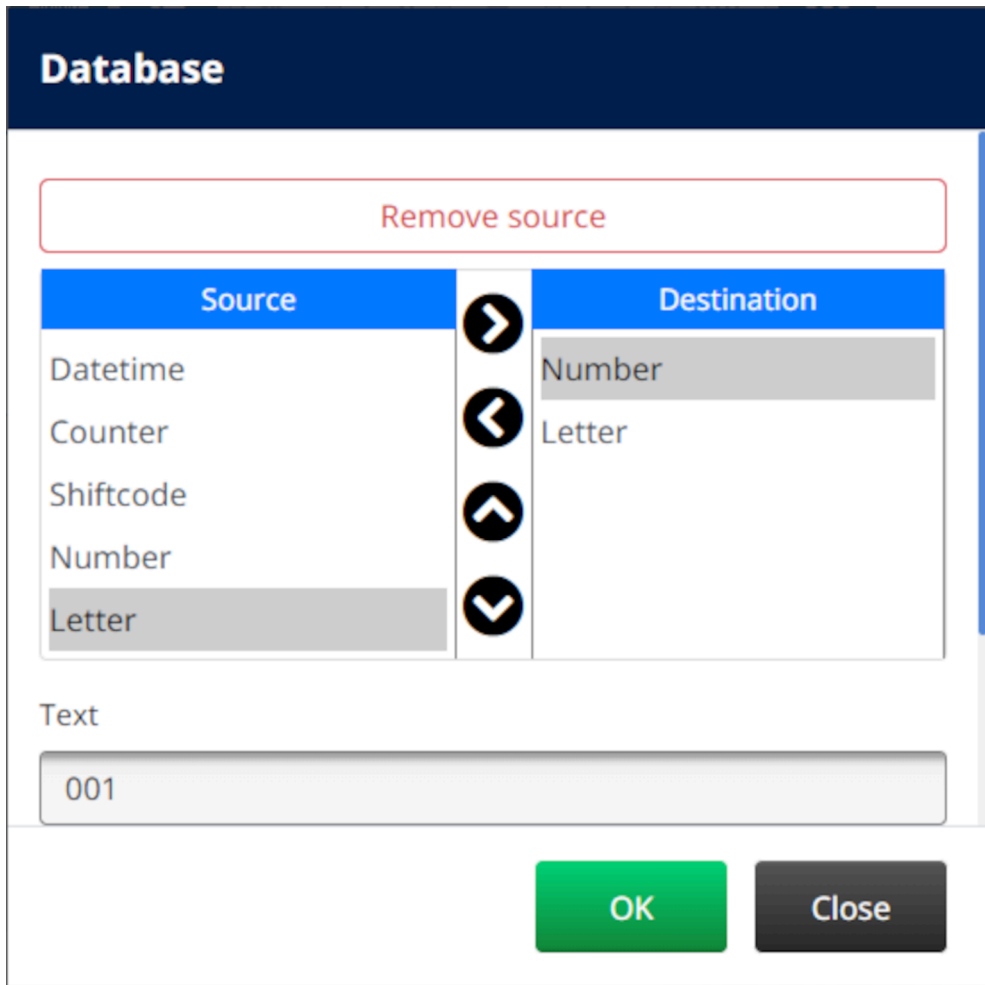 Database
Remove source
Source
Destination
Datetime
Counter
Shiftcode
Number
Letter
Number
Letter
Text
001
OK
Close